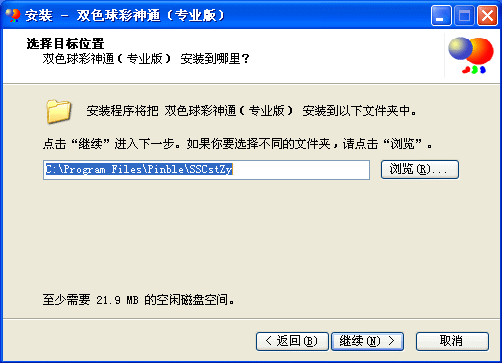 安装 - 双色球彩神通（专业版）
选择目标位置
双色球彩神通（专业版） 安装到哪里？
安装程序将把 双色球彩神通（专业版） 安装到以下文件夹中。
点击“继续”进入下一步。如果你要选择不同的文件夹，请点击“浏览”。
C:\Program Files\Pinble\SSCstZy
浏览(R)...
至少需要 21.9 MB 的空闲磁盘空间。
< 返回(B) 继续(N) > 取消